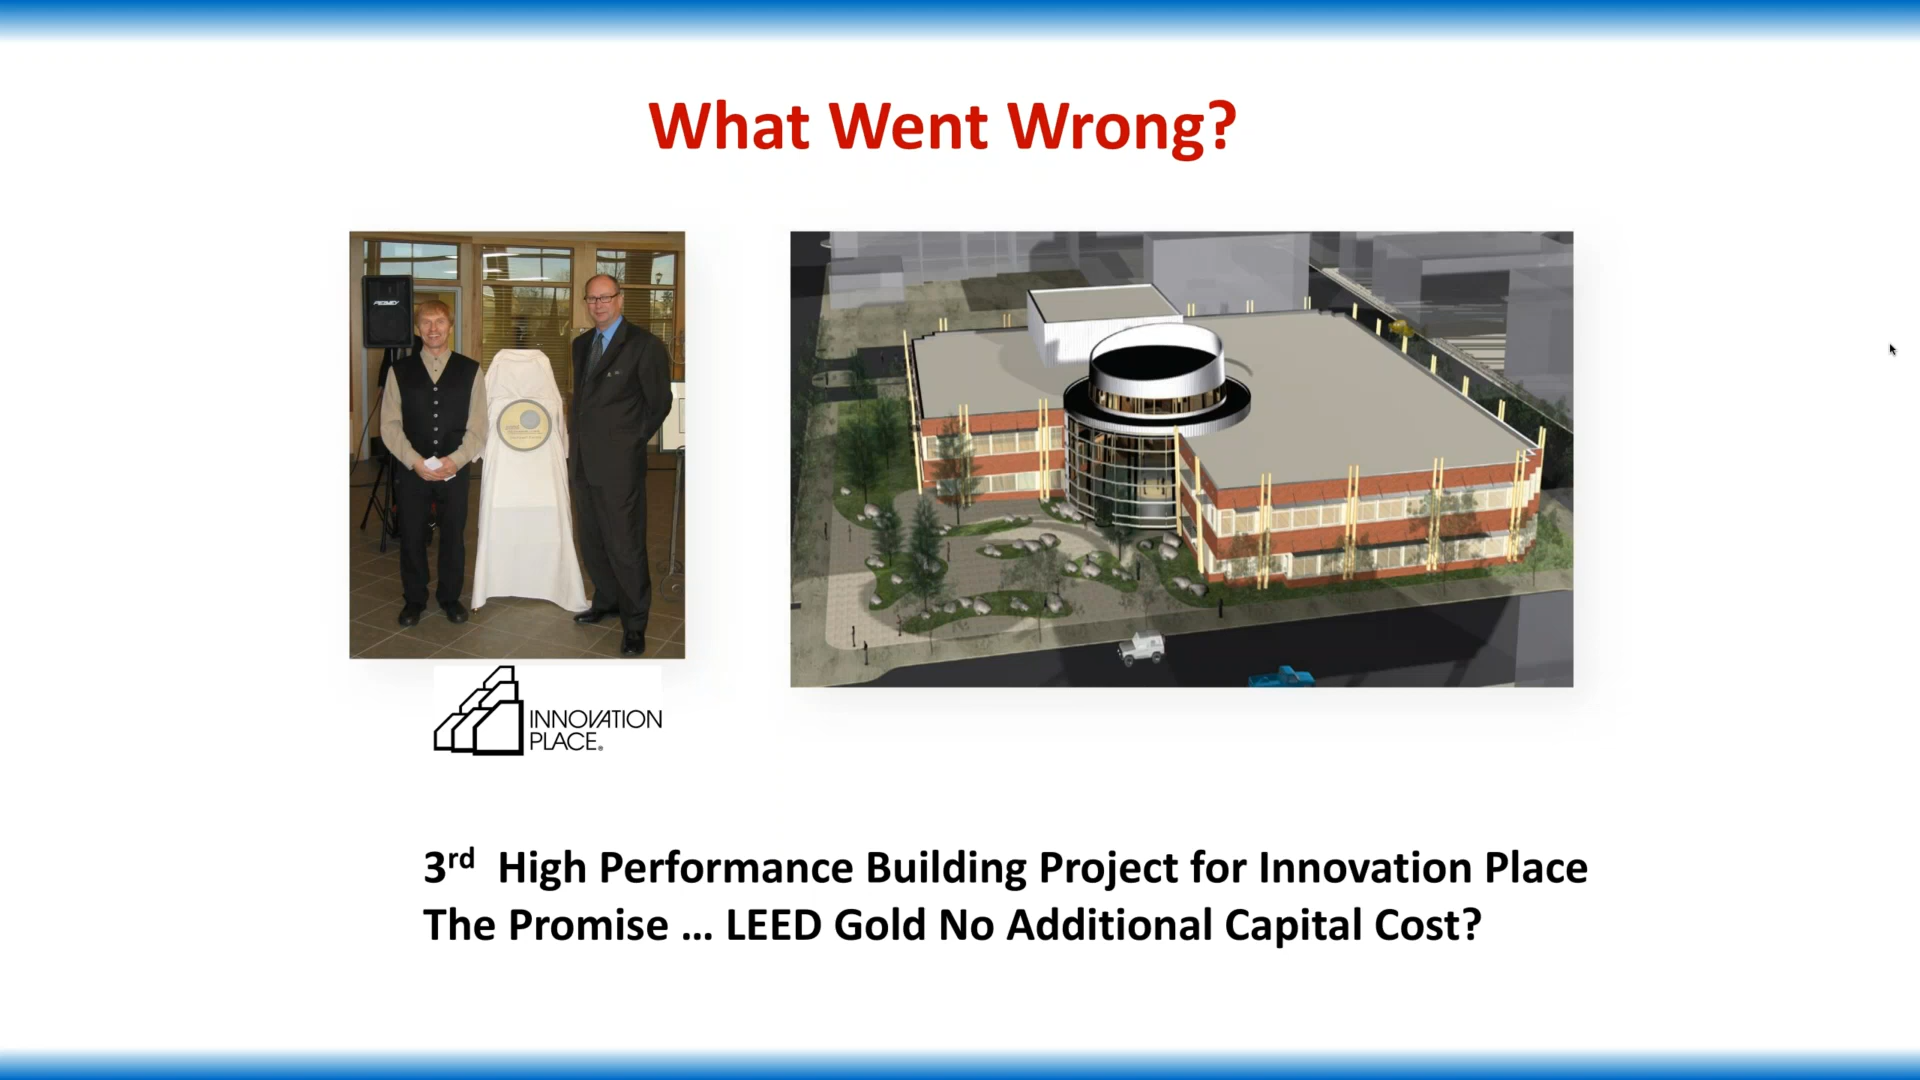 What Went Wrong?
PEAVEY
INNOVATION
PLACE®
3rd High Performance Building Project for Innovation Place
The Promise ... LEED Gold No Additional Capital Cost?